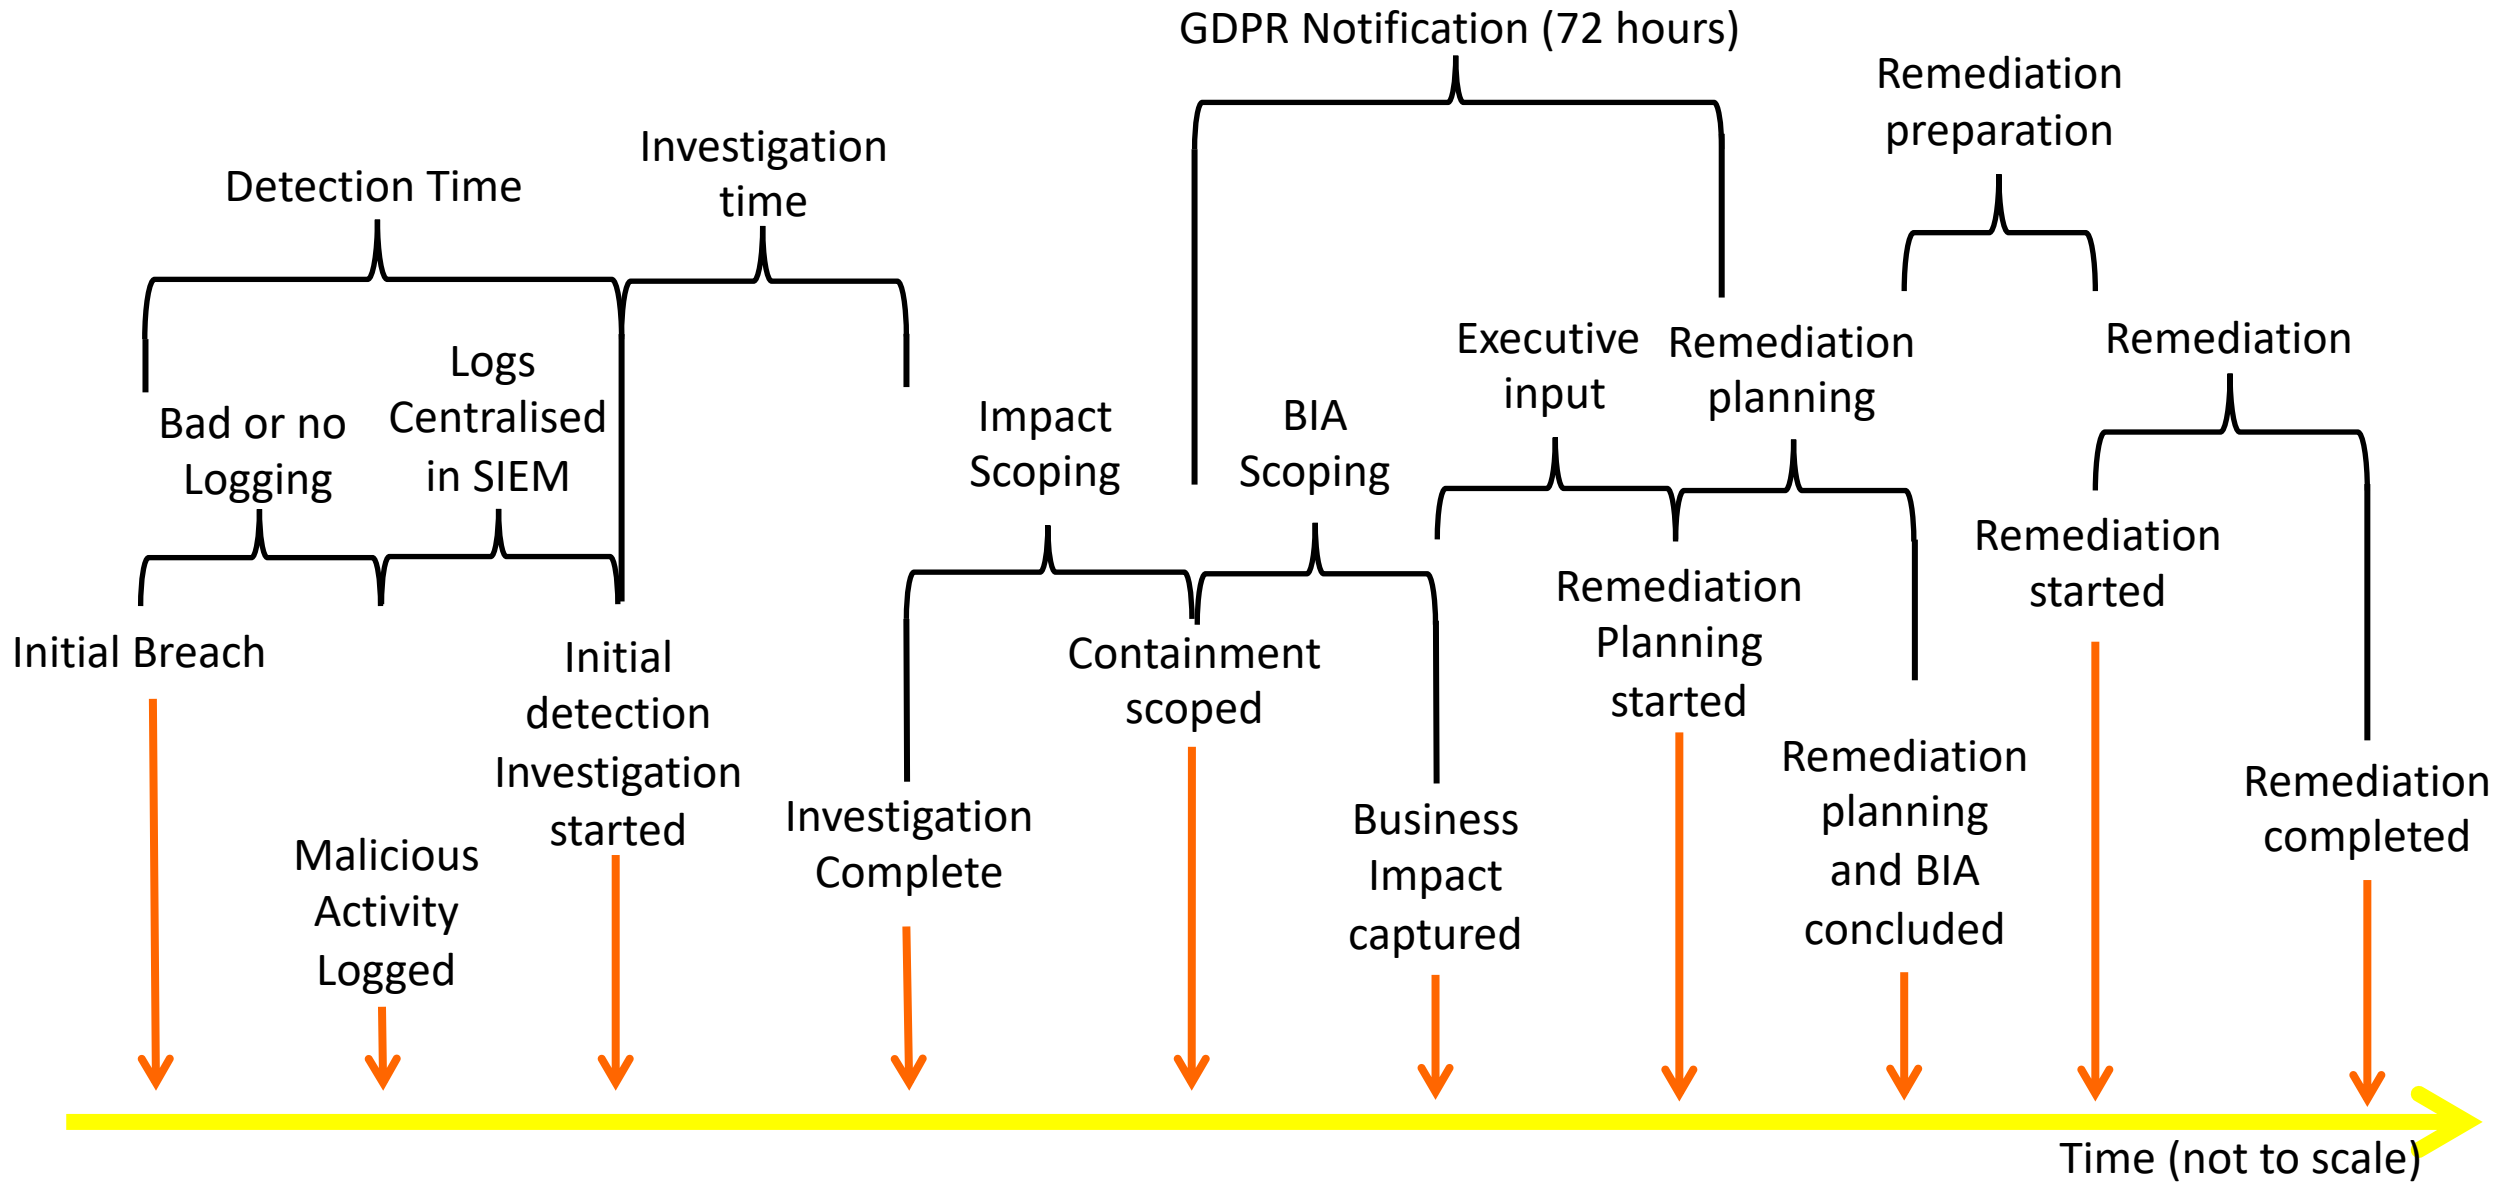 GDPR Notification (72 hours)
Remediation
preparation
Investigation
time
Detection Time
Executive
input
Remediation
planning
Remediation
Logs
Centralised
in SIEM
Bad or no
Logging
Impact
Scoping
BIA
Scoping
Remediation
started
Remediation
Planning
started
Initial Breach
Initial
detection
Investigation
started
Containment
scoped
Remediation
planning
and BIA
concluded
Remediation
completed
Investigation
Complete
Business
Impact
captured
Malicious
Activity
Logged
Time (not to scale)